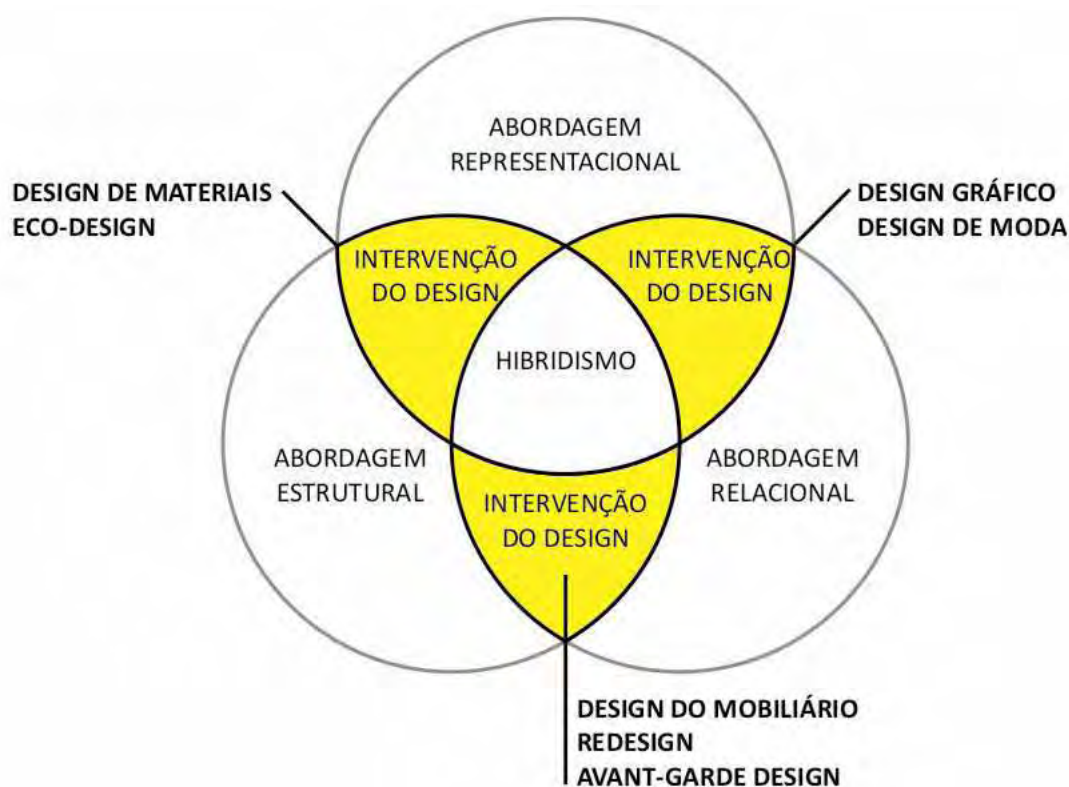 ABORDAGEM
REPRESENTACIONAL
DESIGN DE MATERIAIS
ECO-DESIGN
DESIGN GRÁFICO
DESIGN DE MODA
INTERVENÇÃO
DO DESIGN
INTERVENÇÃO
DO DESIGN
HIBRIDISMO
ABORDAGEM
ESTRUTURAL
ABORDAGEM
RELACIONAL
INTERVENÇÃO
DO DESIGN
DESIGN DO MOBILIÁRIO
REDESIGN
AVANT-GARDE DESIGN